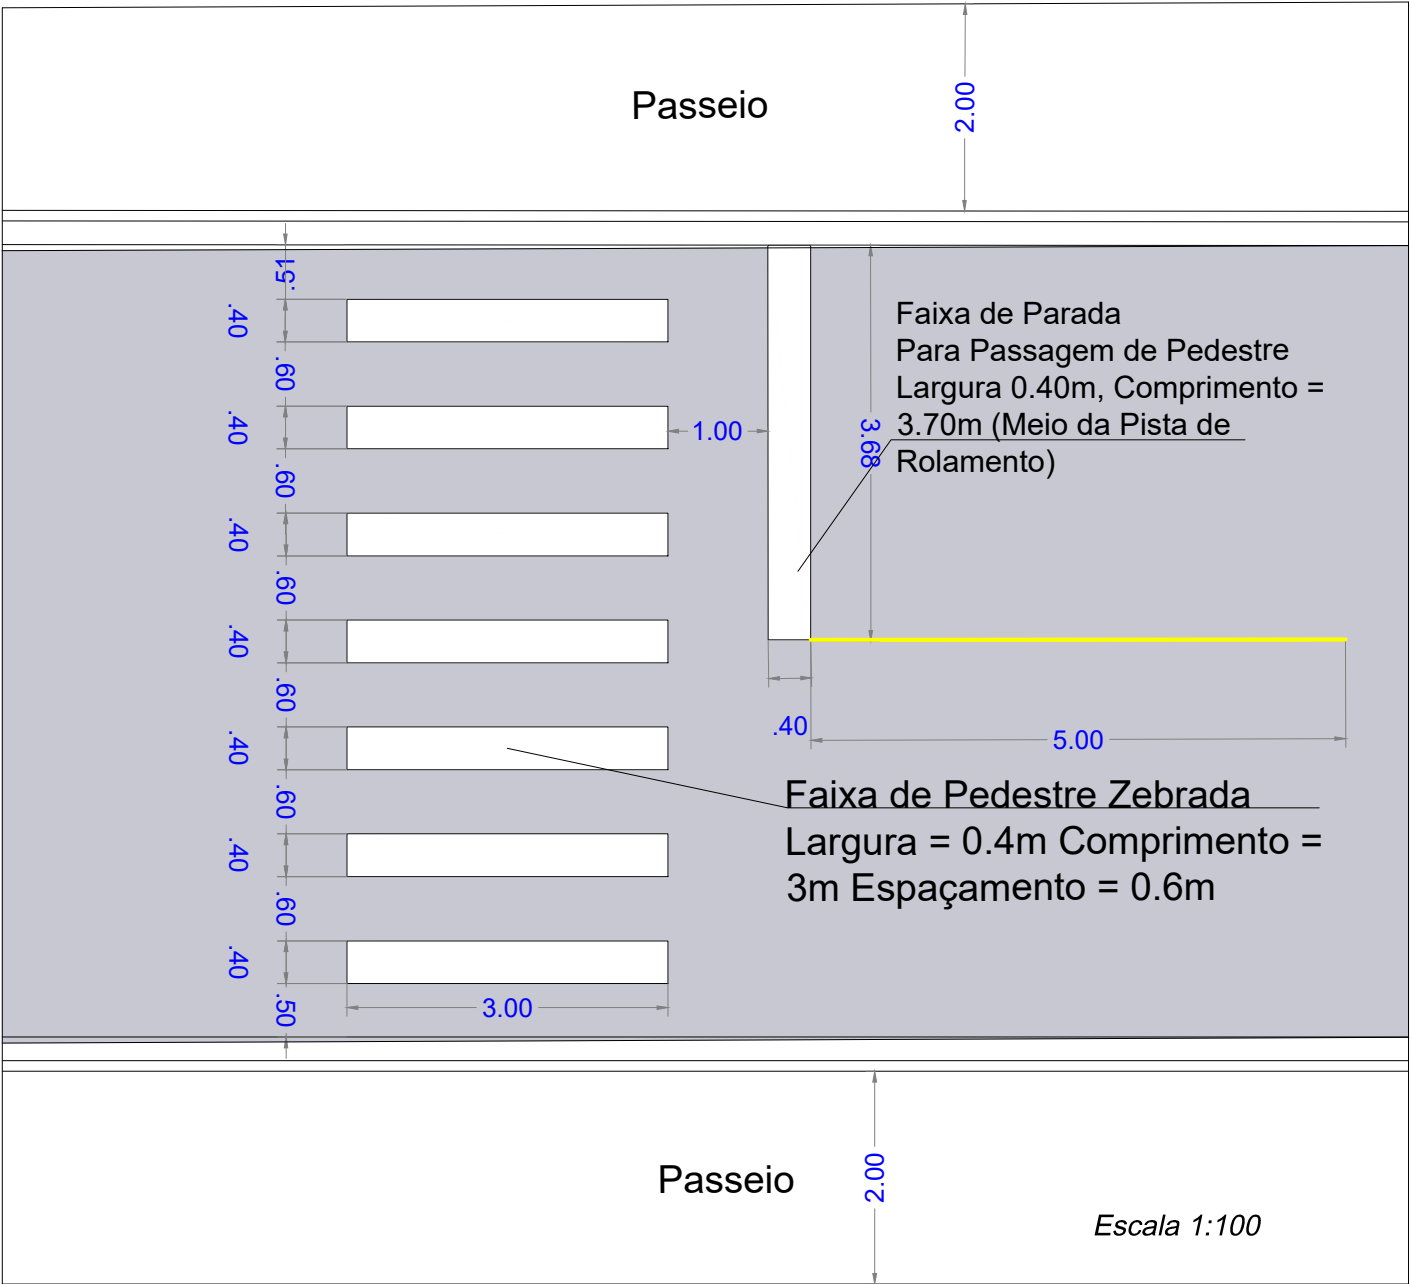 2.00
Passeio
.51
.40
Faixa de Parada
Para Passagem de Pedestre
Largura 0.40m, Comprimento =
3.70m (Meio da Pista de
Rolamento)
.60
.40
1.00
3.68
.60
.40
.60
.40
.60
.40
.40
5.00
Faixa de Pedestre Zebrada
Largura = 0.4m Comprimento =
3m Espaçamento = 0.6m
.60
.40
.60
.40
.50
3.00
Passeio
2.00
Escala 1:100